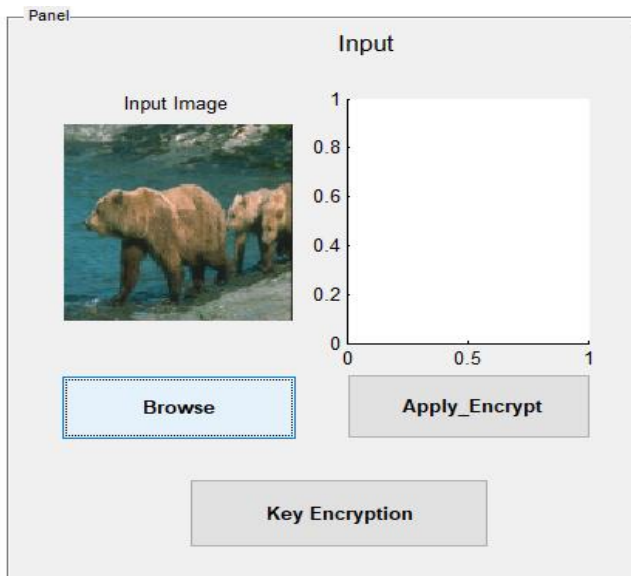 Panel
Input
Input Image
1
0.8
0.6
0.4
0.2
0
0 0.5 1
Browse
Apply_Encrypt
Key Encryption